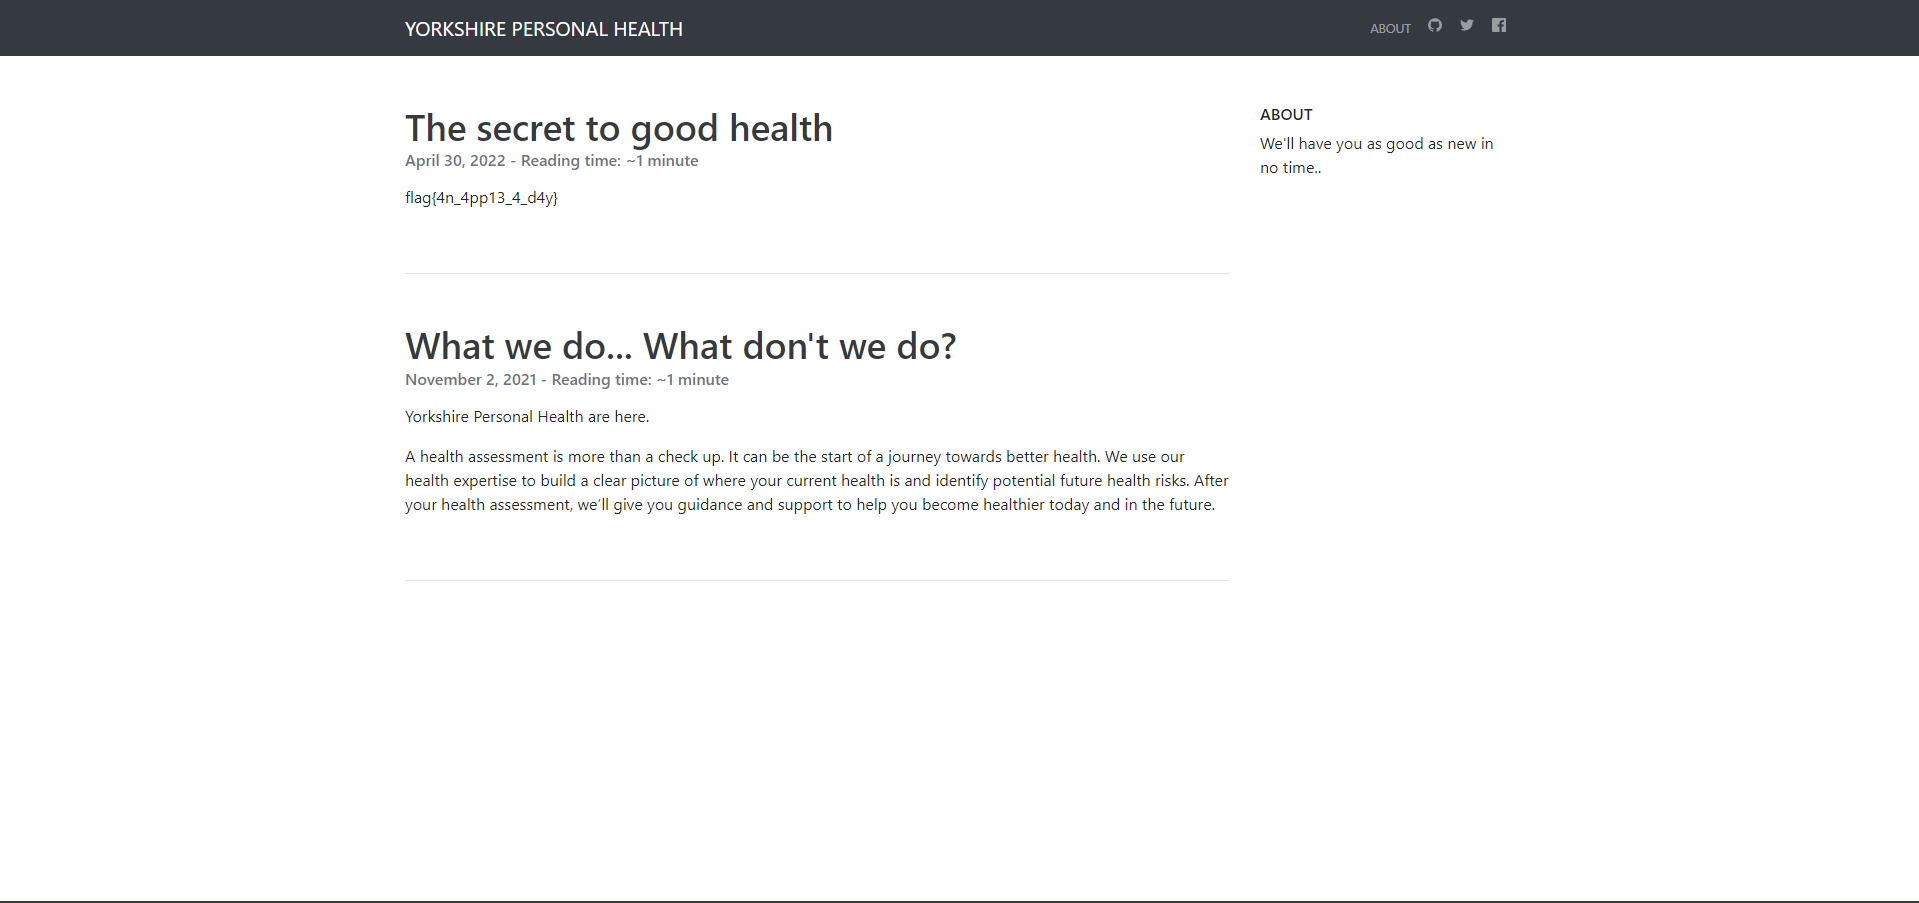 YORKSHIRE PERSONAL HEALTH
ABOUT
The secret to good health
April 30, 2022 - Reading time: ~1 minute
flag{4n_4pp13_4_d4y}
What we do... What don't we do?
November 2, 2021 - Reading time: ~1 minute
Yorkshire Personal Health are here.
A health assessment is more than a check up. It can be the start of a journey towards better health. We use our
health expertise to build a clear picture of where your current health is and identify potential future health risks. After
your health assessment, we’ll give you guidance and support to help you become healthier today and in the future.
ABOUT
We'll have you as good as new in
no time..